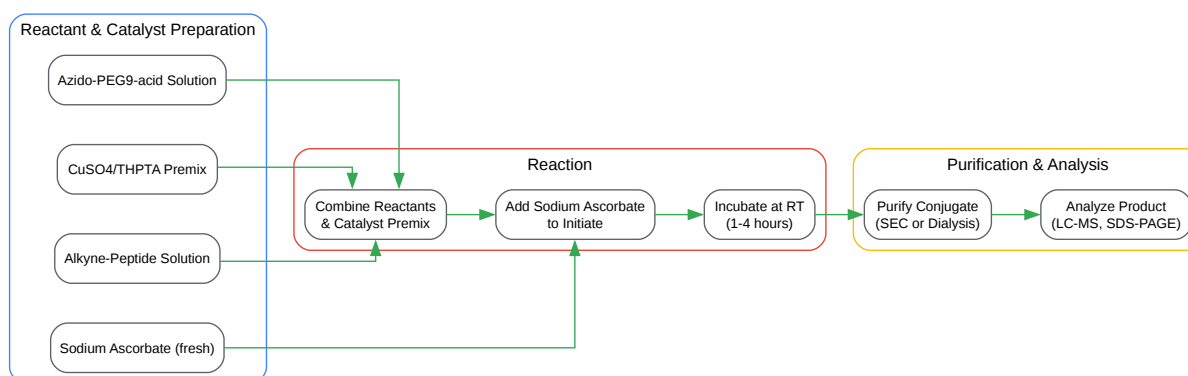 Reactant & Catalyst Preparation
Azido-PEG9-acid Solution
CuSO4/THPTA Premix
Alkyne-Peptide Solution
Sodium Ascorbate (fresh)
Reaction
Combine Reactants
& Catalyst Premix
Add Sodium Ascorbate
to Initiate
Incubate at RT
(1-4 hours)
Purification & Analysis
Purify Conjugate
(SEC or Dialysis)
Analyze Product
(LC-MS, SDS-PAGE)